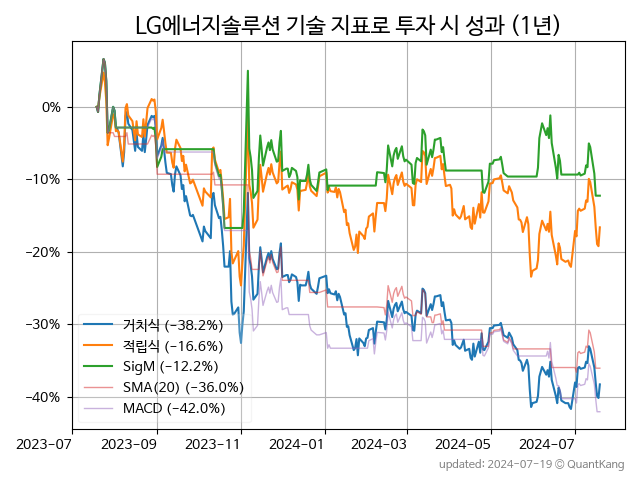 LG에너지솔루션 기술 지표로 투자 시 성과 (1년)
0%
−10%
−20%
−30%
−40%
거치식 (−38.2%)
적립식 (−16.6%)
SigM (−12.2%)
SMA(20) (−36.0%)
MACD (−42.0%)
2023-07 2023-09 2023-11 2024-01 2024-03 2024-05 2024-07
updated: 2024-07-19 © QuantKang